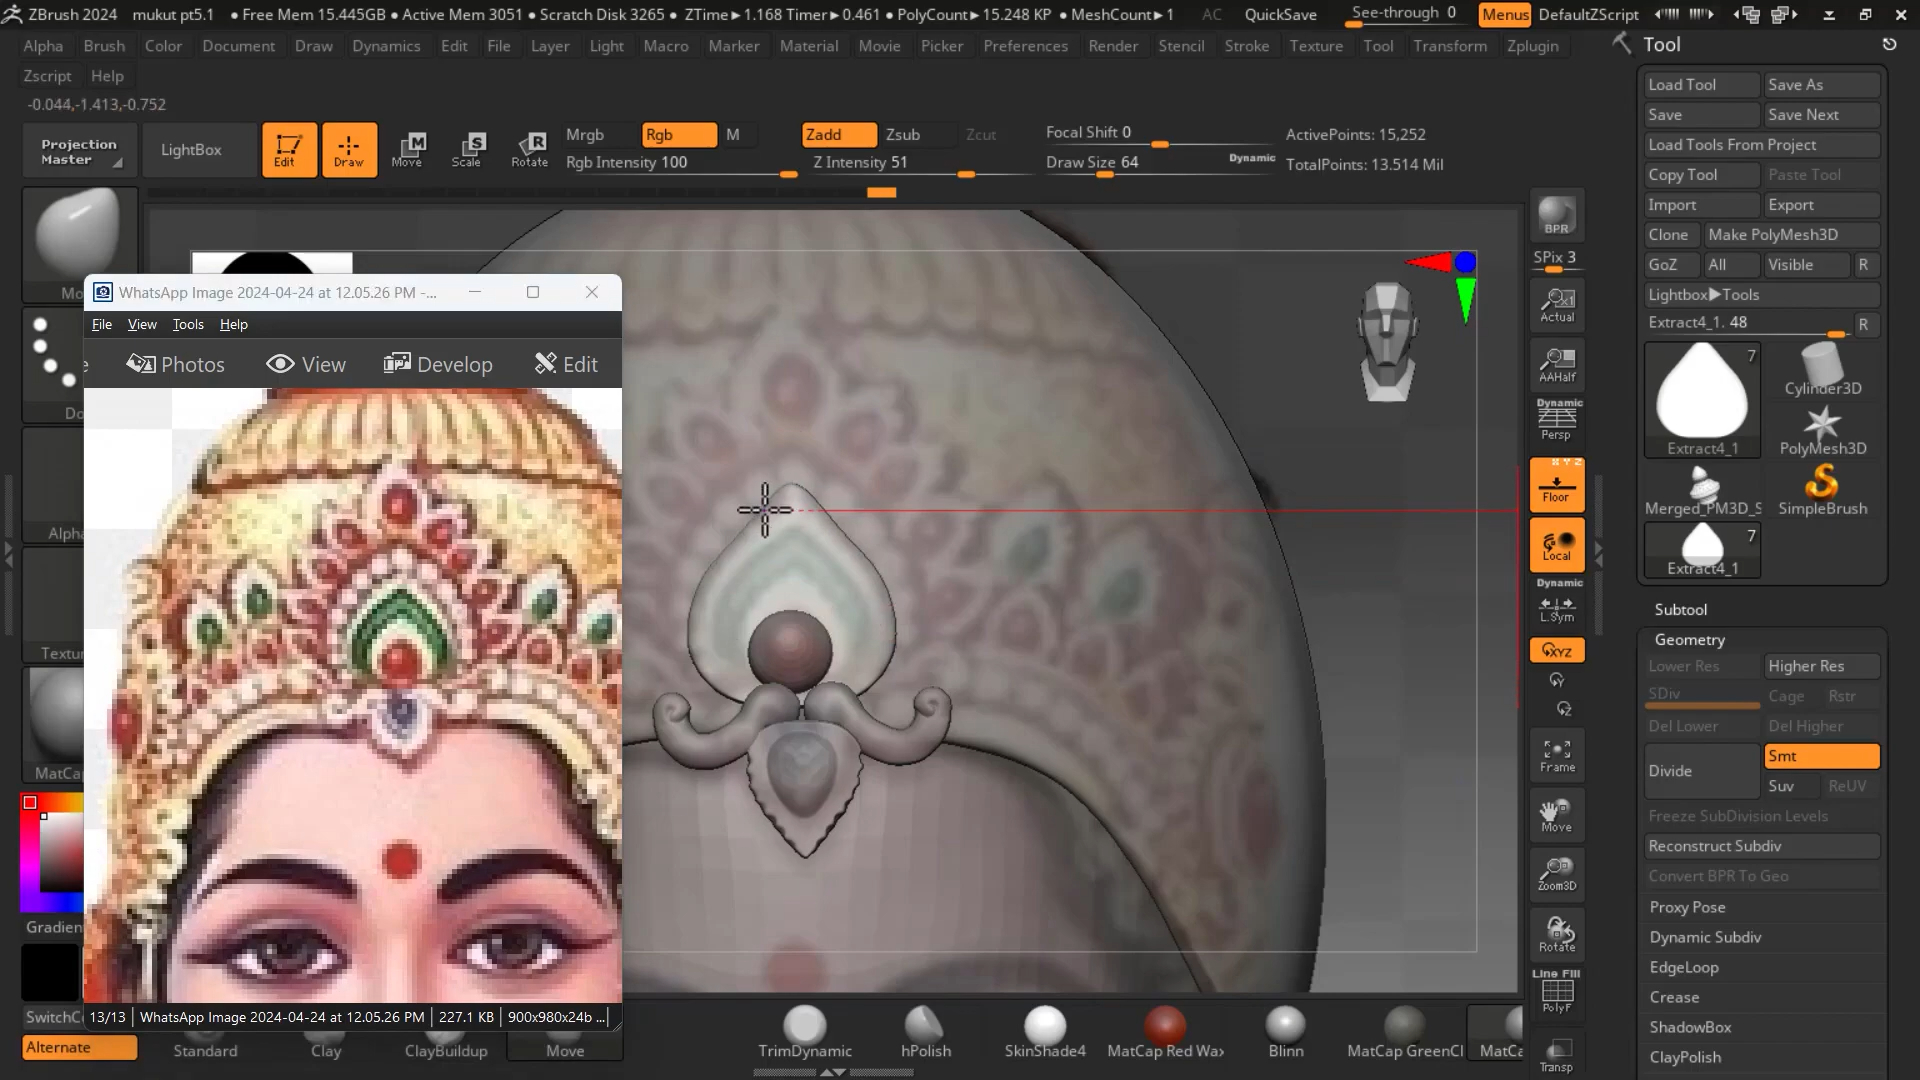 ZBrush 2024 mukut pt5.1 ● Free Mem 15.445GB ● Active Mem 3051 ● Scratch Disk 3265 ● ZTime►1.168 Timer►0.461 ● PolyCount►15.248 KP ● MeshCount►1 AC QuickSave See-through 0 Menus DefaultZScript
Alpha Brush Color Document Draw Dynamics Edit File Layer Light Macro Marker Material Movie Picker Preferences Render Stencil Stroke Texture Tool Transform Zplugin
Zscript Help
-0.044,-1.413,-0.752
Projection Master LightBox Edit Draw Move Scale Rotate
Mrgb Rgb M Zadd Zsub Zcut
Rgb Intensity 100 Z Intensity 51
Focal Shift 0
Draw Size 64 Dynamic
ActivePoints: 15,252
TotalPoints: 13.514 Mil
Mo
Do
Alpha
Textur
MatCap
Gradien
SwitchC
Alternate
WhatsApp Image 2024-04-24 at 12.05.26 PM -...
File View Tools Help
e Photos View Develop Edit
13/13 WhatsApp Image 2024-04-24 at 12.05.26 PM 227.1 KB 900x980x24b ...
Standard Clay ClayBuildup Move TrimDynamic hPolish SkinShade4 MatCap Red Wax Blinn MatCap GreenCl MatCa
BPR
SPix 3
Actual
AAHalf
Dynamic
Persp
X Y Z
Floor
Local
Dynamic
L.Sym
XYZ
Y
Z
Frame
Move
Zoom3D
Rotate
Line Fill
PolyF
Transp
Tool
Load Tool Save As
Save Save Next
Load Tools From Project
Copy Tool Paste Tool
Import Export
Clone Make PolyMesh3D
GoZ All Visible R
Lightbox►Tools
Extract4_1. 48 R
7
Extract4_1 Cylinder3D
PolyMesh3D
Merged_PM3D_S SimpleBrush
7
Extract4_1
Subtool
Geometry
Lower Res Higher Res
SDiv Cage Rstr
Del Lower Del Higher
Divide Smt
Suv ReUV
Freeze SubDivision Levels
Reconstruct Subdiv
Convert BPR To Geo
Proxy Pose
Dynamic Subdiv
EdgeLoop
Crease
ShadowBox
ClayPolish